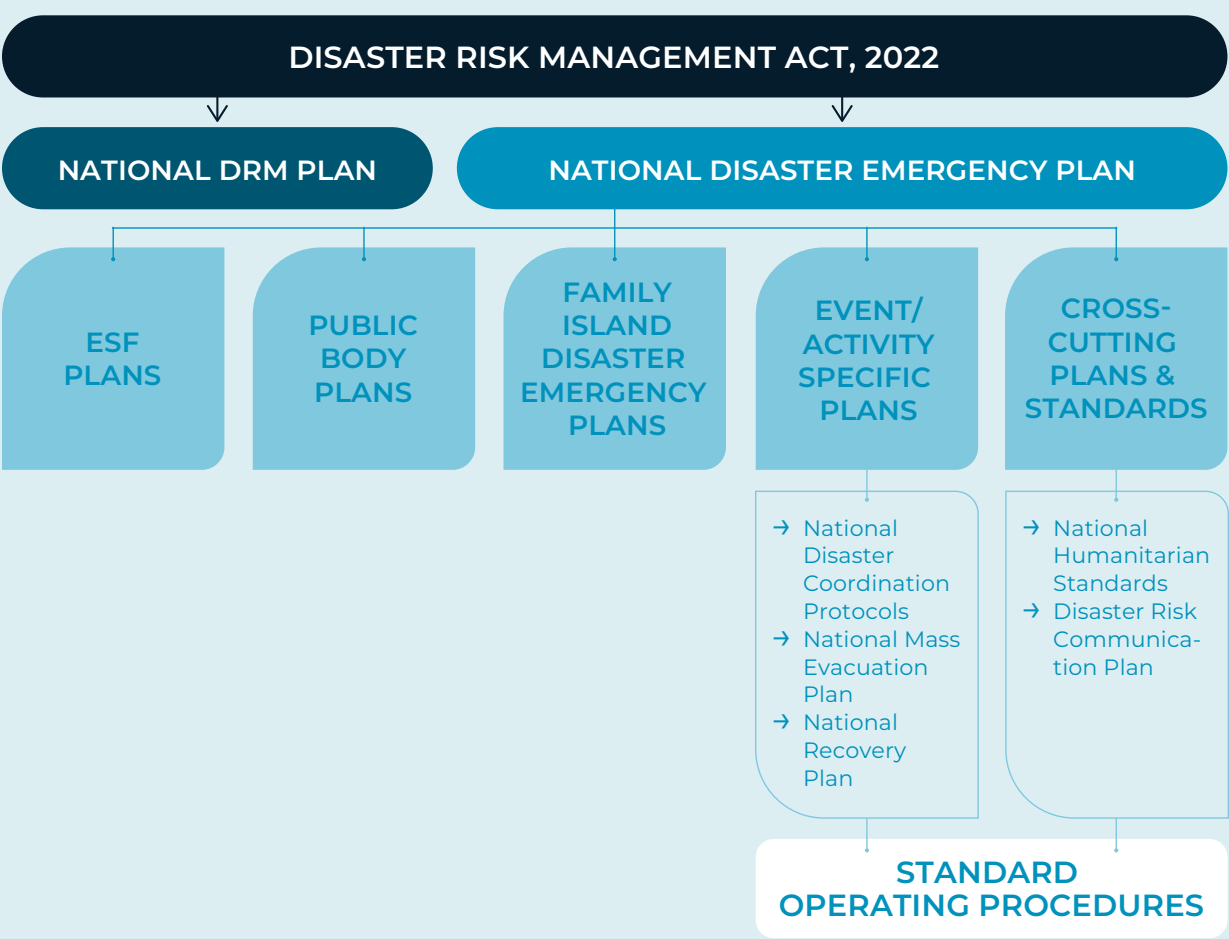 DISASTER RISK MANAGEMENT ACT, 2022
NATIONAL DRM PLAN
NATIONAL DISASTER EMERGENCY PLAN
ESF
PLANS
PUBLIC
BODY
PLANS
FAMILY
ISLAND
DISASTER
EMERGENCY
PLANS
EVENT/
ACTIVITY
SPECIFIC
PLANS
CROSS-
CUTTING
PLANS &
STANDARDS
→ National
Disaster
Coordination
Protocols
→ National Mass
Evacuation
Plan
→ National
Recovery
Plan
→ National
Humanitarian
Standards
→ Disaster Risk
Communica-
tion Plan
STANDARD
OPERATING PROCEDURES